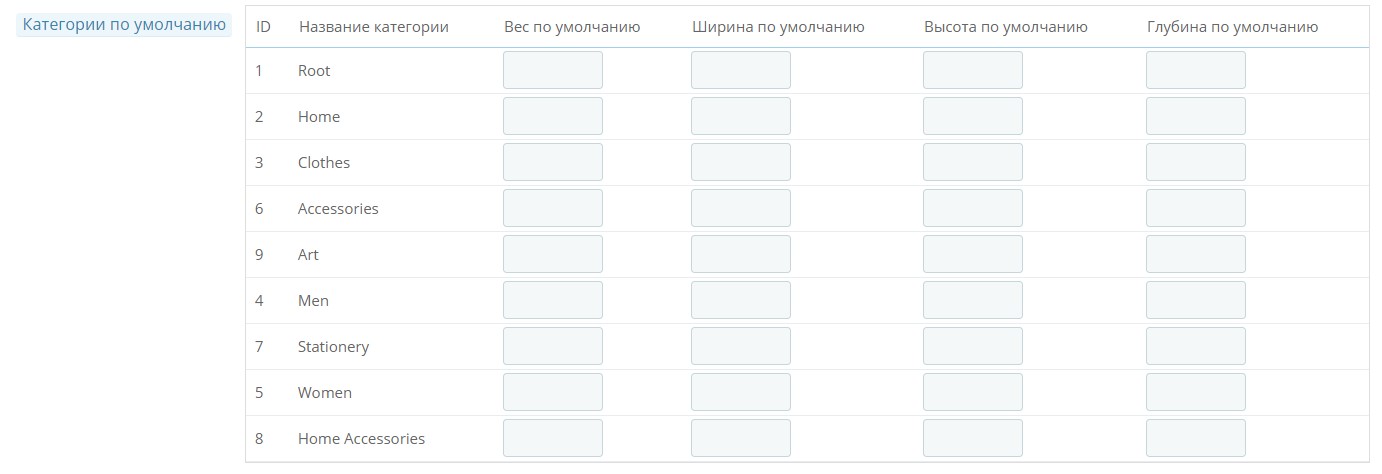 Категории по умолчанию
ID Название категории Вес по умолчанию Ширина по умолчанию Высота по умолчанию Глубина по умолчанию
1 Root
2 Home
3 Clothes
6 Accessories
9 Art
4 Men
7 Stationery
5 Women
8 Home Accessories